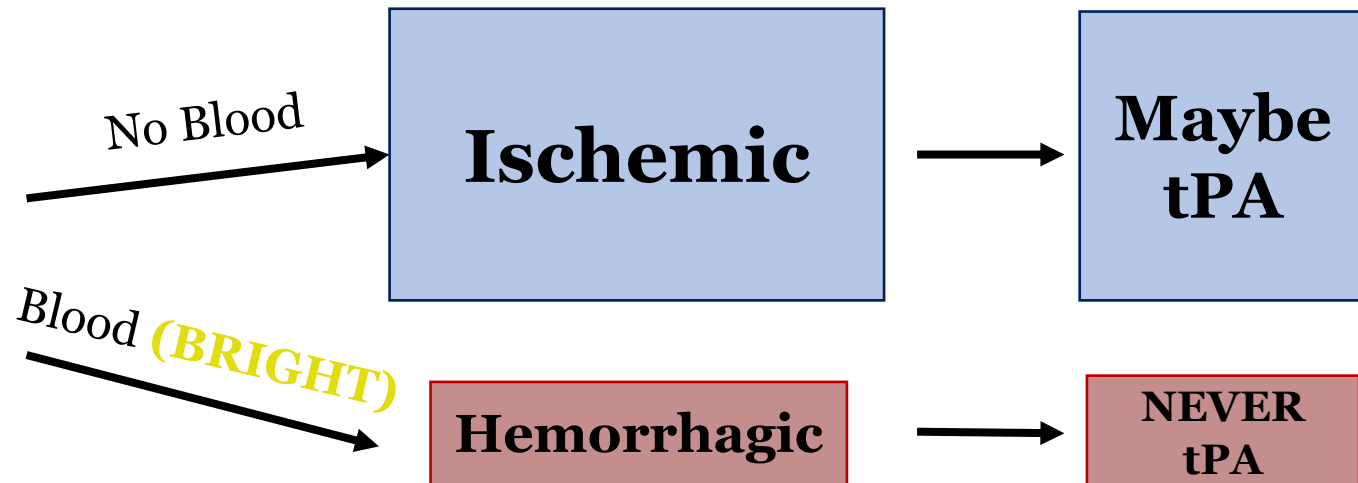 No Blood
Ischemic
Maybe
tPA
Blood (BRIGHT)
Hemorrhagic
NEVER
tPA